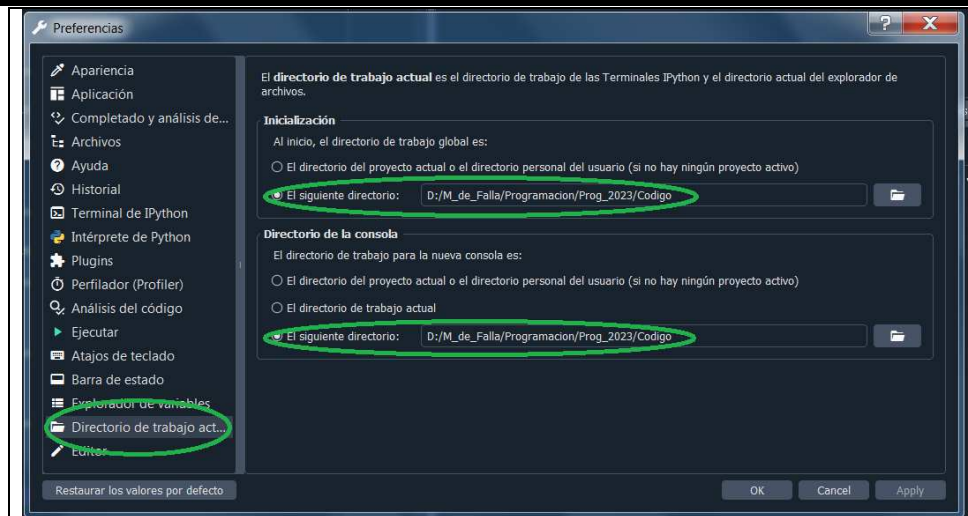 Preferencias
Apariencia
Aplicación
Completado y análisis de...
Archivos
Ayuda
Historial
Terminal de IPython
Intérprete de Python
Plugins
Perfilador (Profiler)
Análisis del código
Ejecutar
Atajos de teclado
Barra de estado
Explorador de variables
Directorio de trabajo act...
Editor
Restaurar los valores por defecto
El directorio de trabajo actual es el directorio de trabajo de las Terminales IPython y el directorio actual del explorador de
archivos.
Inicialización
Al inicio, el directorio de trabajo global es:
El directorio del proyecto actual o el directorio personal del usuario (si no hay ningún proyecto activo)
El siguiente directorio: D:/M_de_Falla/Programacion/Prog_2023/Codigo
Directorio de la consola
El directorio de trabajo para la nueva consola es:
El directorio del proyecto actual o el directorio personal del usuario (si no hay ningún proyecto activo)
El directorio de trabajo actual
El siguiente directorio: D:/M_de_Falla/Programacion/Prog_2023/Codigo
OK Cancel Apply